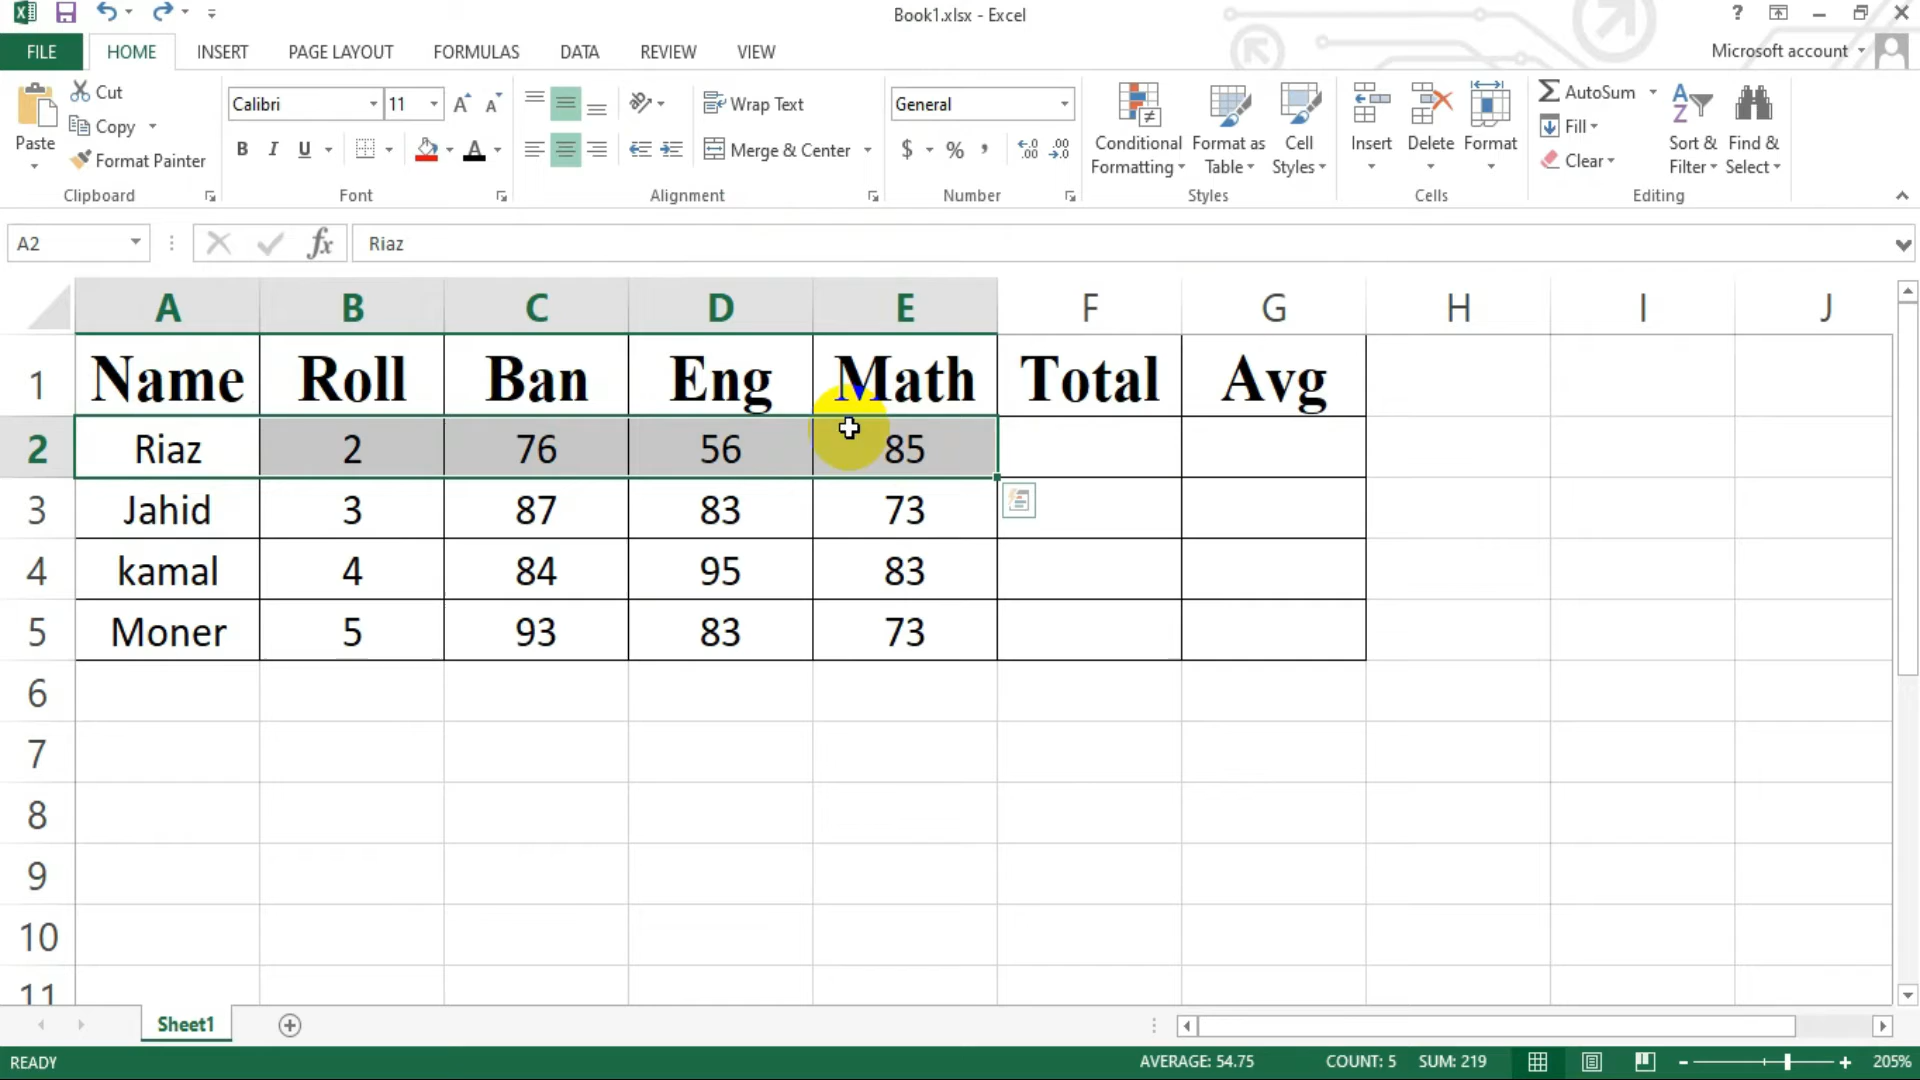 Book1.xlsx - Excel
?
FILE HOME INSERT PAGE LAYOUT FORMULAS DATA REVIEW VIEW Microsoft account
Paste
Cut
Copy
Format Painter
Clipboard
Calibri 11 A A
B I U A
Font
Wrap Text
Merge & Center
Alignment
General
$ % , ←.0 .00 .00 →.0
Number
Conditional Formatting
Format as Table
Cell Styles
Styles
Insert Delete Format
Cells
AutoSum
Fill
Clear
Sort & Filter
Find & Select
Editing
A2 fx Riaz
A B C D E F G H I J
1 Name Roll Ban Eng Math Total Avg
2 Riaz 2 76 56 85
3 Jahid 3 87 83 73
4 kamal 4 84 95 83
5 Moner 5 93 83 73
6
7
8
9
10
11
Sheet1
READY AVERAGE: 54.75 COUNT: 5 SUM: 219 205%